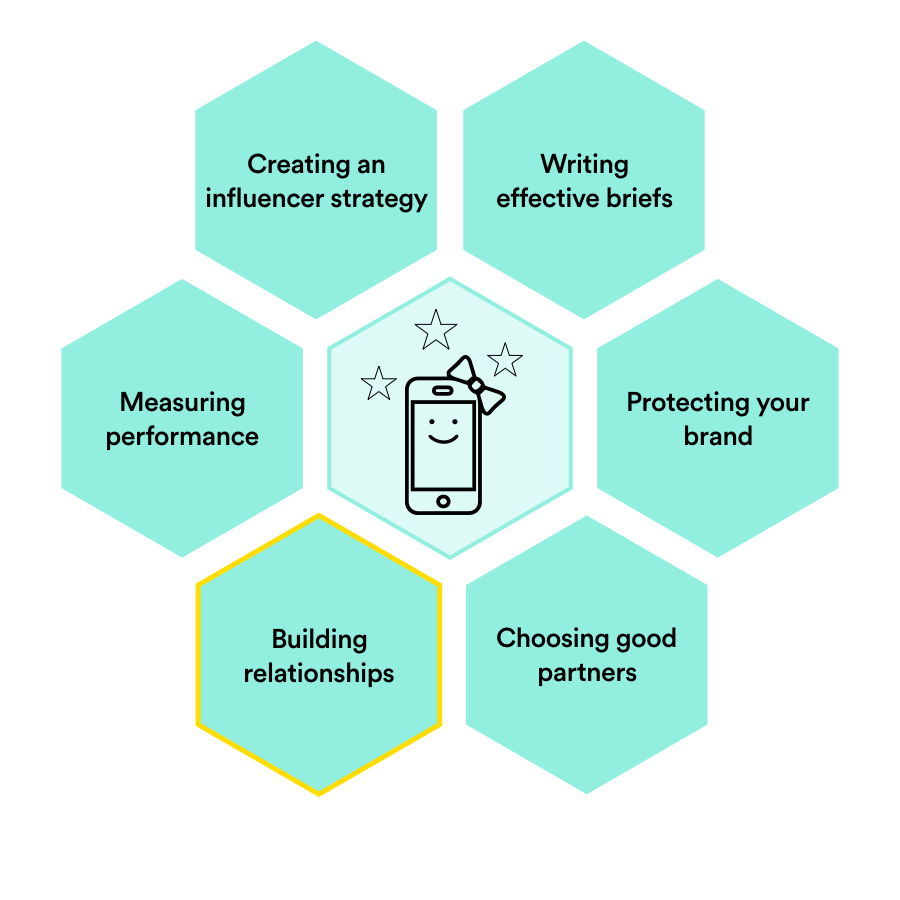 Creating an
influencer strategy
Writing
effective briefs
Measuring
performance
Protecting your
brand
Building
relationships
Choosing good
partners